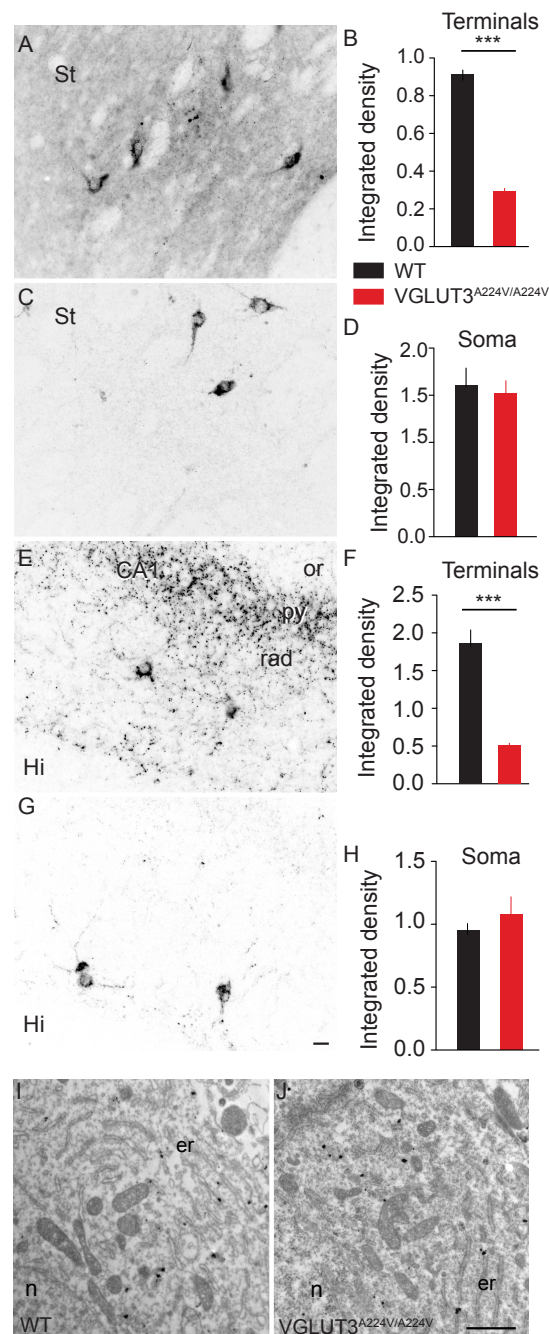 A
St
B
Terminals
***
Integrated density
1.0
0.8
0.6
0.4
0.2
0.0
WT
VGLUT3A224V/A224V
C
St
D
Soma
Integrated density
2.0
1.5
1.5
0.5
0.0
E
CA1
or
py
rad
Hi
F
Terminals
***
Integrated density
2.5
2.0
1.5
1.0
0.5
0.0
G
Hi
H
Soma
Integrated density
1.5
1.0
0.5
0.0
I
er
n
WT
J
n
er
VGLUT3A224V/A224V